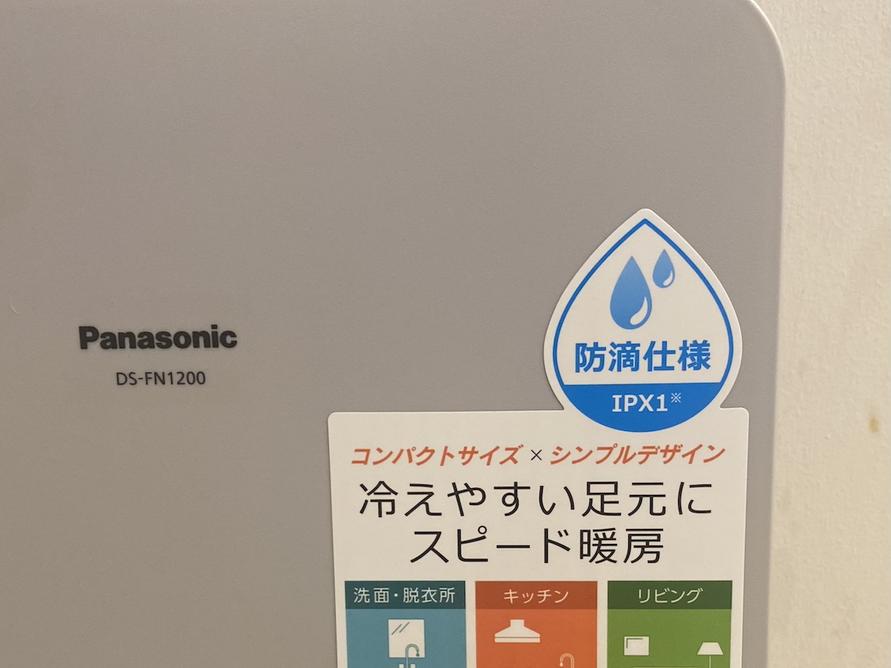 Panasonic
DS-FN1200
防滴仕様
IPX1※
コンパクトサイズ×シンプルデザイン
冷えやすい足元に
スピード暖房
洗面・脱衣所
キッチン
リビング